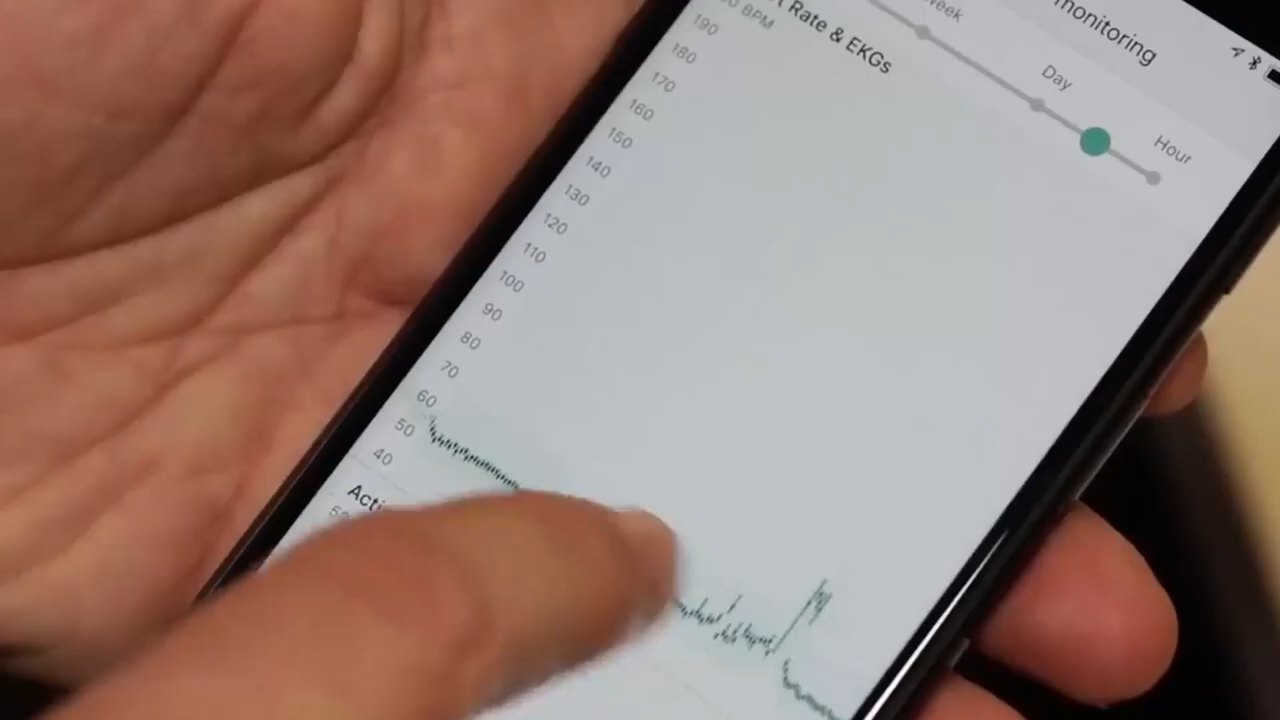 monitoring
Week
Day
Hour
t Rate & EKGs
BPM
190
180
170
160
150
140
130
120
110
100
90
80
70
60
50
40
Acti